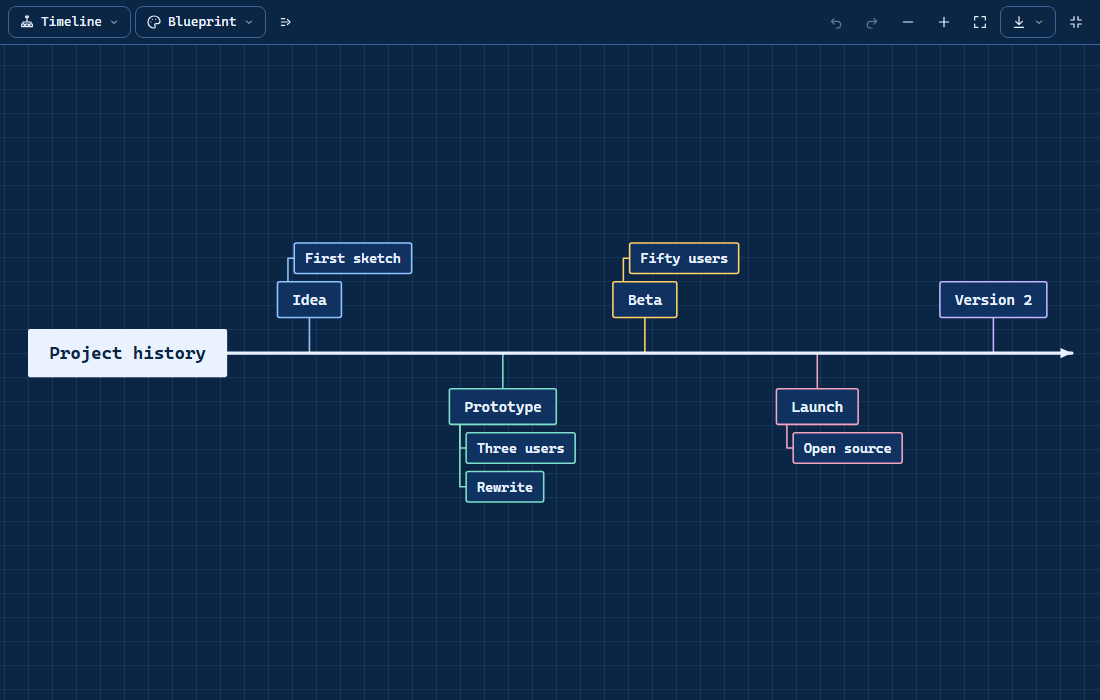 Timeline
Blueprint
First sketch
Fifty users
Idea
Beta
Version 2
Project history
Prototype
Launch
Three users
Open source
Rewrite